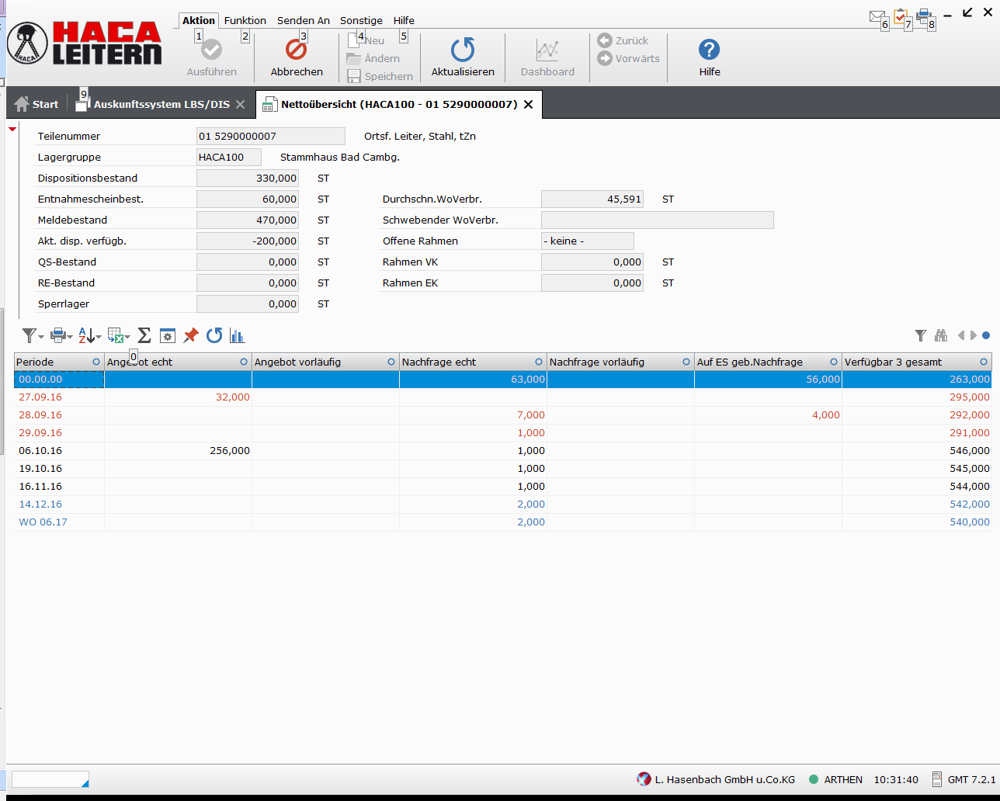 HACA
LEITERN
HACA
Aktion Funktion Senden An Sonstige Hilfe
1 2 3 4 5 6 7 8
Ausführen Abbrechen Neu Ändern Speichern Aktualisieren Dashboard Zurück Vorwärts Hilfe
9
Start Auskunftssystem LBS/DIS Nettoübersicht (HACA100 - 01 5290000007)
Teilenummer 01 5290000007 Ortsf. Leiter, Stahl, tZn
Lagergruppe HACA100 Stammhaus Bad Cambg.
Dispositionsbestand 330,000 ST
Entnahmescheinbest. 60,000 ST Durchschn.WoVerbr. 45,591 ST
Meldebestand 470,000 ST Schwebender WoVerbr.
Akt. disp. verfügb. -200,000 ST Offene Rahmen - keine -
QS-Bestand 0,000 ST Rahmen VK 0,000 ST
RE-Bestand 0,000 ST Rahmen EK 0,000 ST
Sperrlager 0,000 ST
0
Periode Angebot echt Angebot vorläufig Nachfrage echt Nachfrage vorläufig Auf ES geb.Nachfrage Verfügbar 3 gesamt
00.00.00 63,000 56,000 263,000
27.09.16 32,000 295,000
28.09.16 7,000 4,000 292,000
29.09.16 1,000 291,000
06.10.16 256,000 1,000 546,000
19.10.16 1,000 545,000
16.11.16 1,000 544,000
14.12.16 2,000 542,000
WO 06.17 2,000 540,000
L. Hasenbach GmbH u.Co.KG ARTHEN 10:31:40 GMT 7.2.1